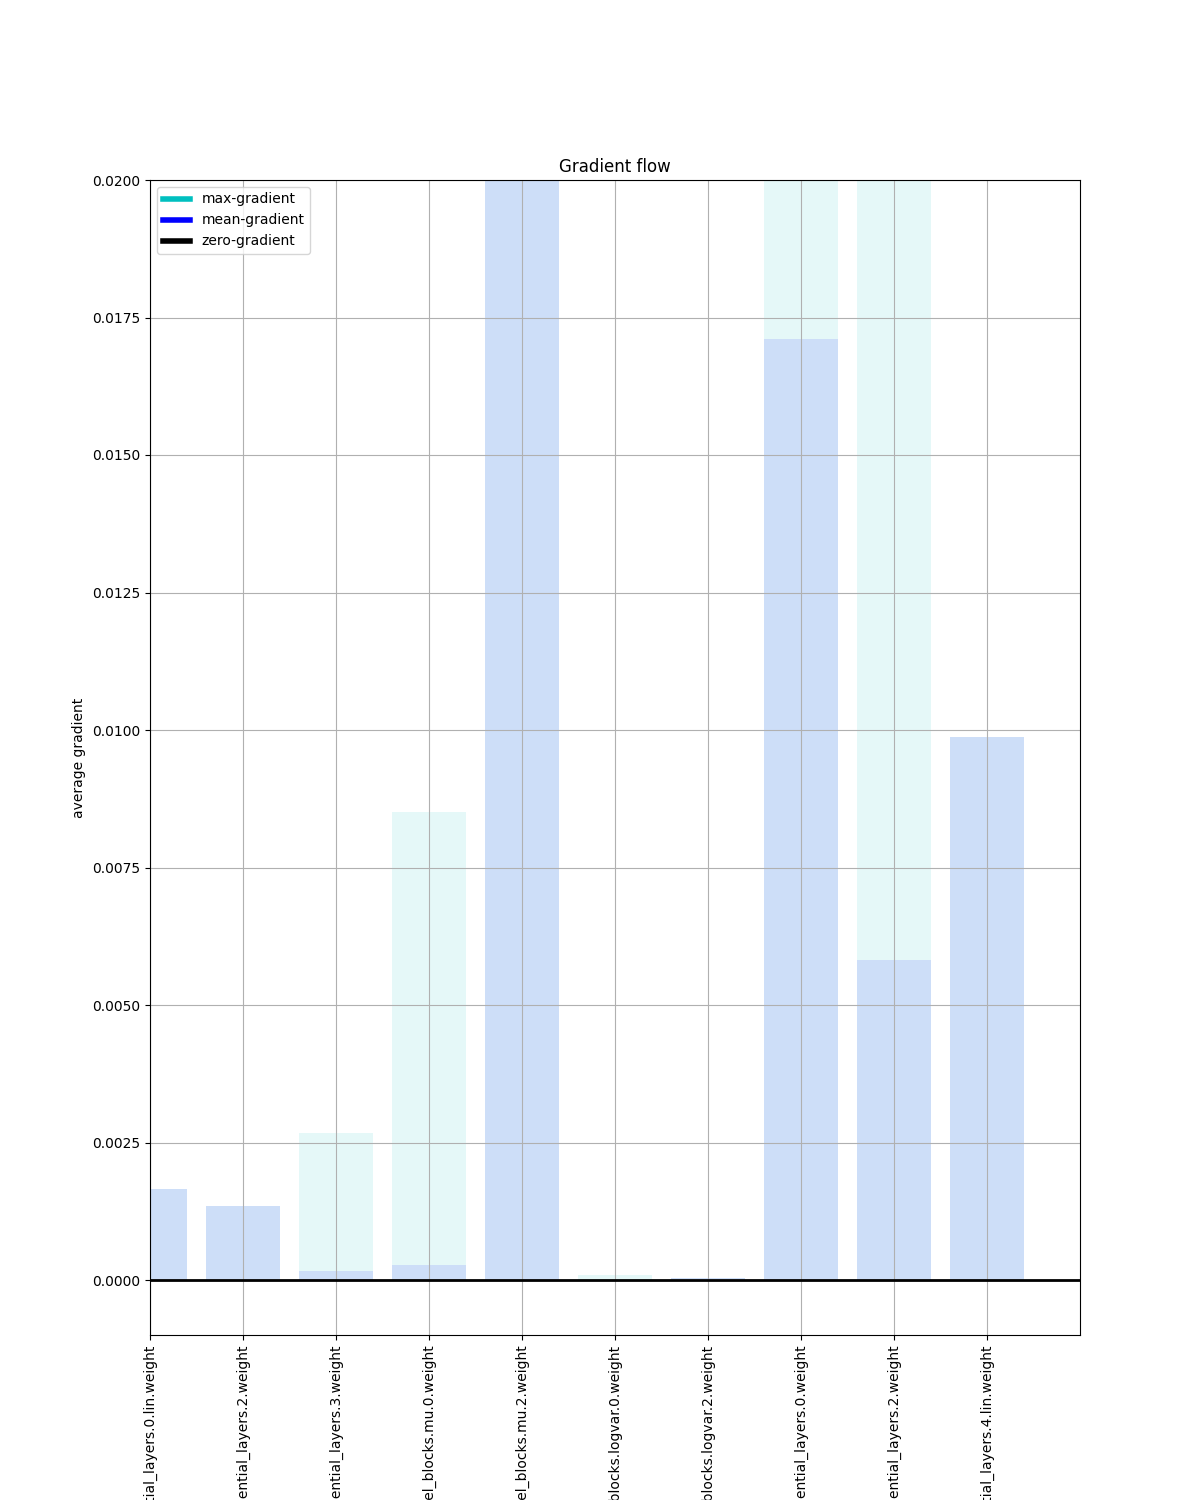 Gradient flow
max-gradient
mean-gradient
zero-gradient
0.0200
0.0175
0.0150
0.0125
0.0100
0.0075
0.0050
0.0025
0.0000
average gradient
tial_layers.0.lin.weight
ential_layers.2.weight
ential_layers.3.weight
el_blocks.mu.0.weight
el_blocks.mu.2.weight
blocks.logvar.0.weight
blocks.logvar.2.weight
ential_layers.0.weight
ential_layers.2.weight
tial_layers.4.lin.weight